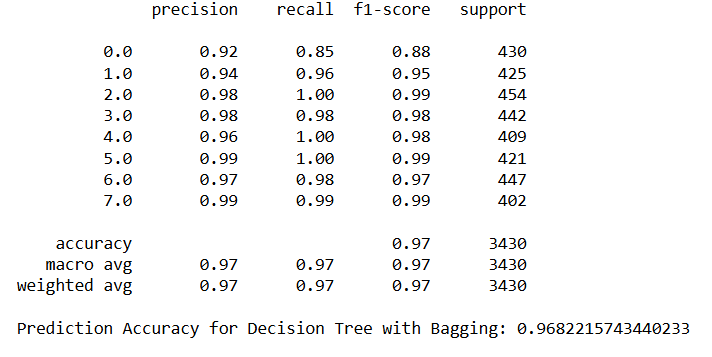 precision recall f1-score support
0.0 0.92 0.85 0.88 430
1.0 0.94 0.96 0.95 425
2.0 0.98 1.00 0.99 454
3.0 0.98 0.98 0.98 442
4.0 0.96 1.00 0.98 409
5.0 0.99 1.00 0.99 421
6.0 0.97 0.98 0.97 447
7.0 0.99 0.99 0.99 402
accuracy 0.97 3430
macro avg 0.97 0.97 0.97 3430
weighted avg 0.97 0.97 0.97 3430
Prediction Accuracy for Decision Tree with Bagging: 0.9682215743440233